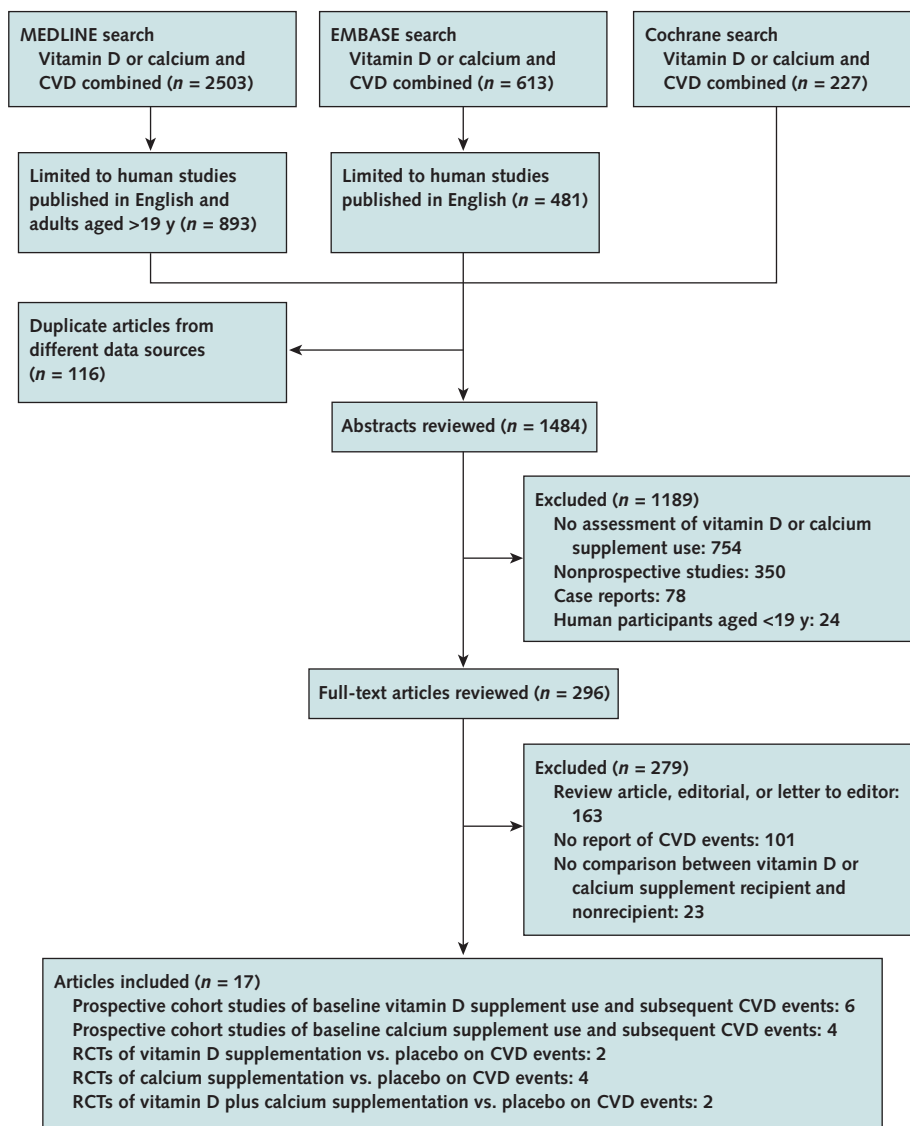 MEDLINE search
Vitamin D or calcium and
CVD combined (n = 2503)
EMBASE search
Vitamin D or calcium and
CVD combined (n = 613)
Cochrane search
Vitamin D or calcium and
CVD combined (n = 227)
Limited to human studies
published in English and
adults aged >19 y (n = 893)
Limited to human studies
published in English (n = 481)
Duplicate articles from
different data sources
(n = 116)
Abstracts reviewed (n = 1484)
Excluded (n = 1189)
No assessment of vitamin D or calcium
supplement use: 754
Nonprospective studies: 350
Case reports: 78
Human participants aged <19 y: 24
Full-text articles reviewed (n = 296)
Excluded (n = 279)
Review article, editorial, or letter to editor:
163
No report of CVD events: 101
No comparison between vitamin D or
calcium supplement recipient and
nonrecipient: 23
Articles included (n = 17)
Prospective cohort studies of baseline vitamin D supplement use and subsequent CVD events: 6
Prospective cohort studies of baseline calcium supplement use and subsequent CVD events: 4
RCTs of vitamin D supplementation vs. placebo on CVD events: 2
RCTs of calcium supplementation vs. placebo on CVD events: 4
RCTs of vitamin D plus calcium supplementation vs. placebo on CVD events: 2